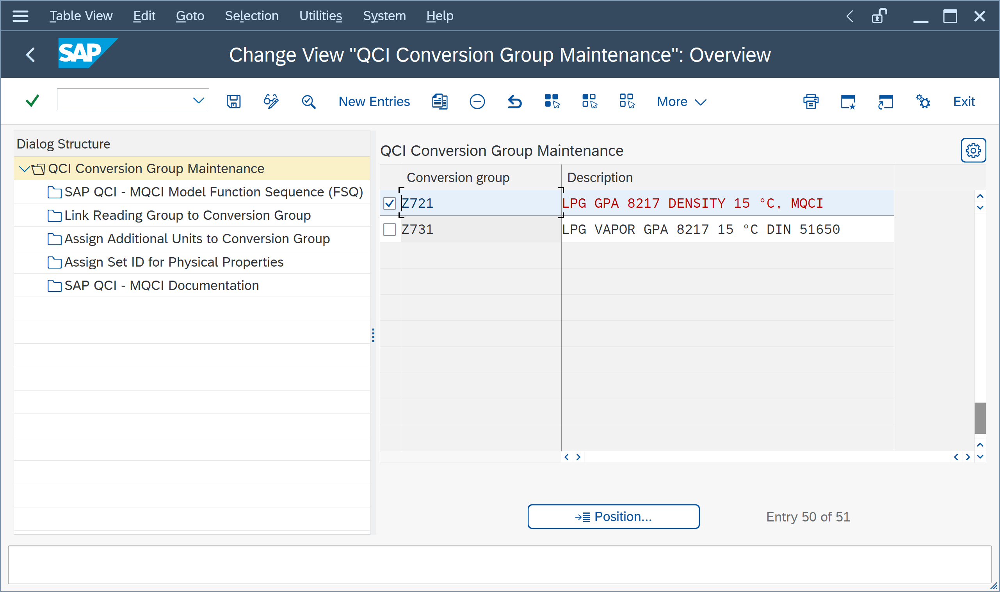 Table View Edit Goto Selection Utilities System Help
SAP Change View "QCI Conversion Group Maintenance": Overview
New Entries More Exit
Dialog Structure
QCI Conversion Group Maintenance
SAP QCI - MQCI Model Function Sequence (FSQ)
Link Reading Group to Conversion Group
Assign Additional Units to Conversion Group
Assign Set ID for Physical Properties
SAP QCI - MQCI Documentation
QCI Conversion Group Maintenance
Conversion group Description
Z721 LPG GPA 8217 DENSITY 15 °C, MQCI
Z731 LPG VAPOR GPA 8217 15 °C DIN 51650
Position... Entry 50 of 51